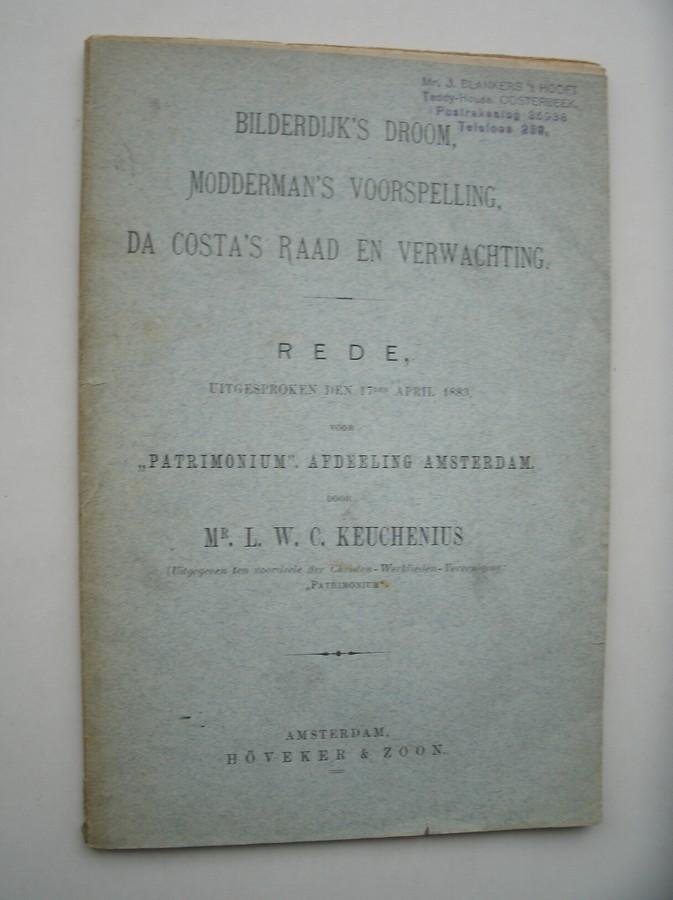 Mr. J. BLANKERS 't HOOFT
Teddy-House OOSTERBEEK.
Postrekening 36938
Telefoon 252.
BILDERDIJK'S DROOM,
MODDERMAN'S VOORSPELLING,
DA COSTA'S RAAD EN VERWACHTING.
REDE,
UITGESPROKEN DEN 17DEN APRIL 1883,
VOOR
„PATRIMONIUM”, AFDEELING AMSTERDAM,
DOOR
MR. L. W. C. KEUCHENIUS
(Uitgegeven ten voordeele der Christen-Werklieden-Vereeniging:
„PATRIMONIUM”.
AMSTERDAM,
HÖVEKER & ZOON.